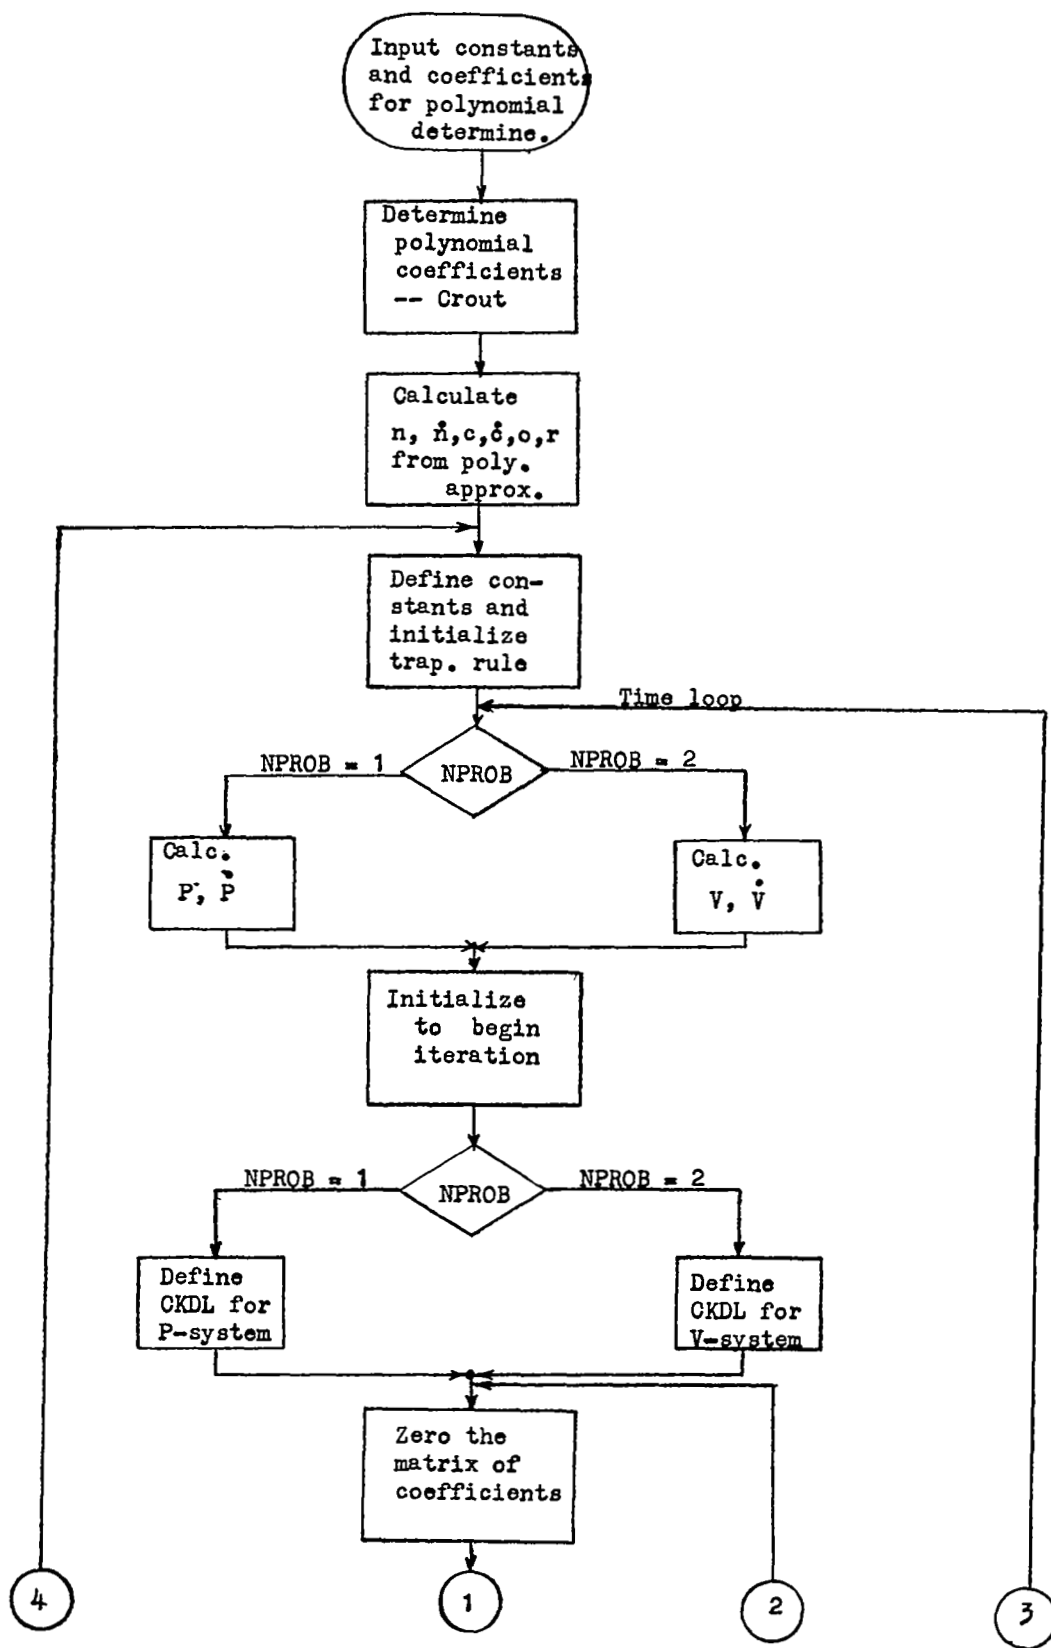 Input constants
and coefficients
for polynomial
determine.
Determine
polynomial
coefficients
-- Crout
Calculate
n, ṅ, c, ċ, o, r
from poly.
approx.
Define con-
stants and
initialize
trap. rule
Time loop
NPROB = 1
NPROB
NPROB = 2
Calc.
P, Ṗ
Calc.
V, V̇
Initialize
to begin
iteration
NPROB = 1
NPROB
NPROB = 2
Define
CKDL for
P-system
Define
CKDL for
V-system
Zero the
matrix of
coefficients
4
1
2
3